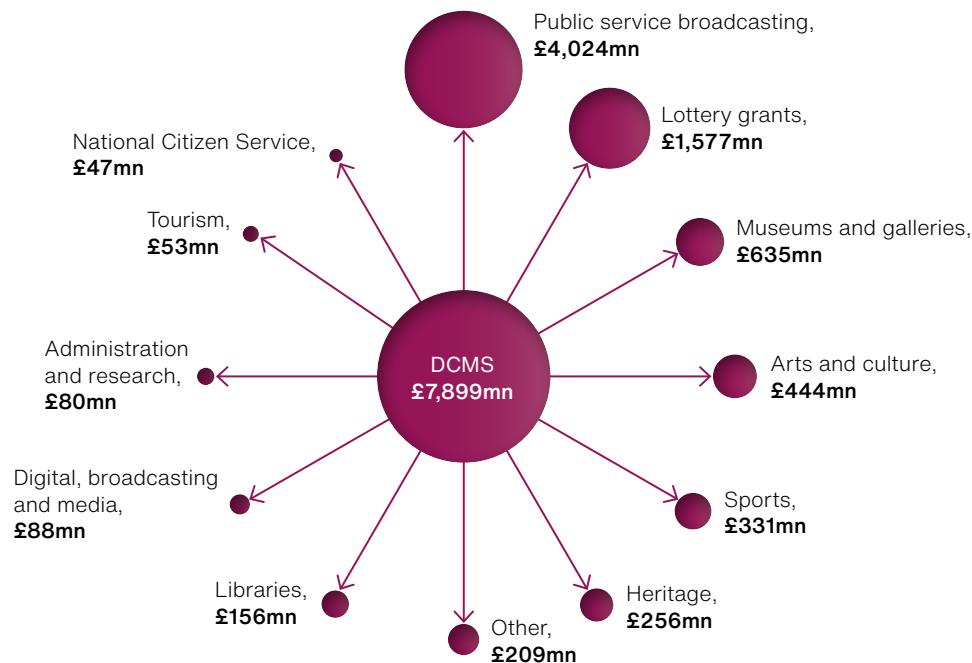 Public service broadcasting,
£4,024mn
Lottery grants,
£1,577mn
National Citizen Service,
£47mn
Tourism,
£53mn
Museums and galleries,
£635mn
Administration
and research,
£80mn
DCMS
£7,899mn
Arts and culture,
£444mn
Digital, broadcasting
and media,
£88mn
Sports,
£331mn
Libraries,
£156mn
Other,
£209mn
Heritage,
£256mn